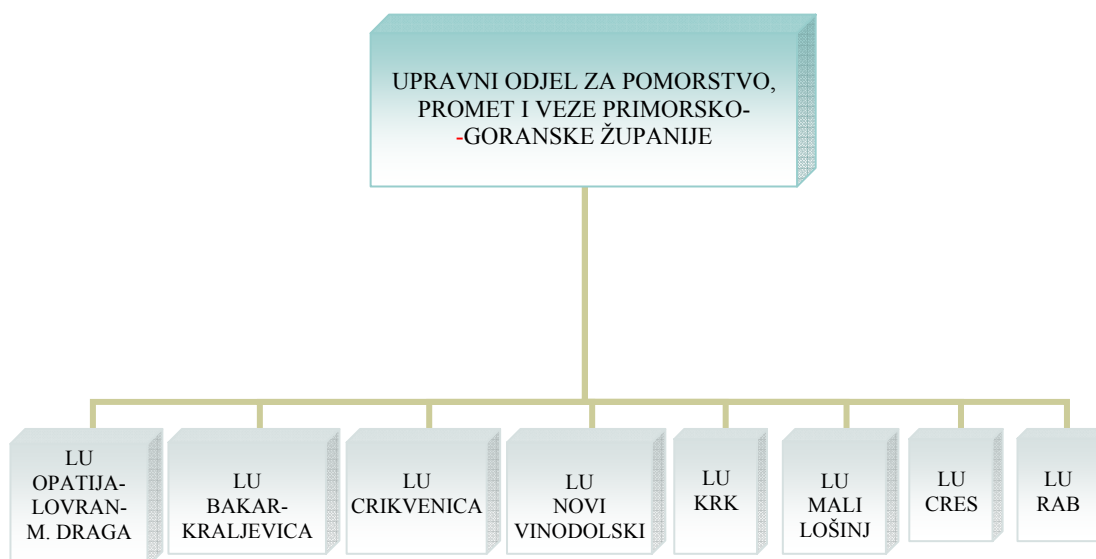 UPRAVNI ODJEL ZA POMORSTVO,
PROMET I VEZE PRIMORSKO-
-GORANSKE ŽUPANIJE
LU
OPATIJA-
LOVRAN-
M. DRAGA
LU
BAKAR-
KRALJEVICA
LU
CRIKVENICA
LU
NOVI
VINODOLSKI
LU
KRK
LU
MALI
LOŠINJ
LU
CRES
LU
RAB